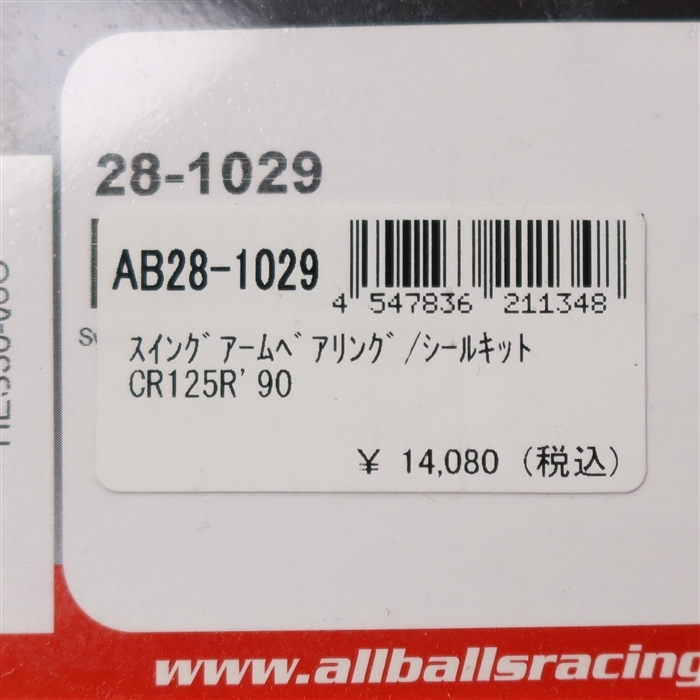 28-1029
AB28-1029
4 547836 211348
スイングアームベアリング/シールキット
CR125R'90
¥ 14,080 (税込)
www.allballsracing